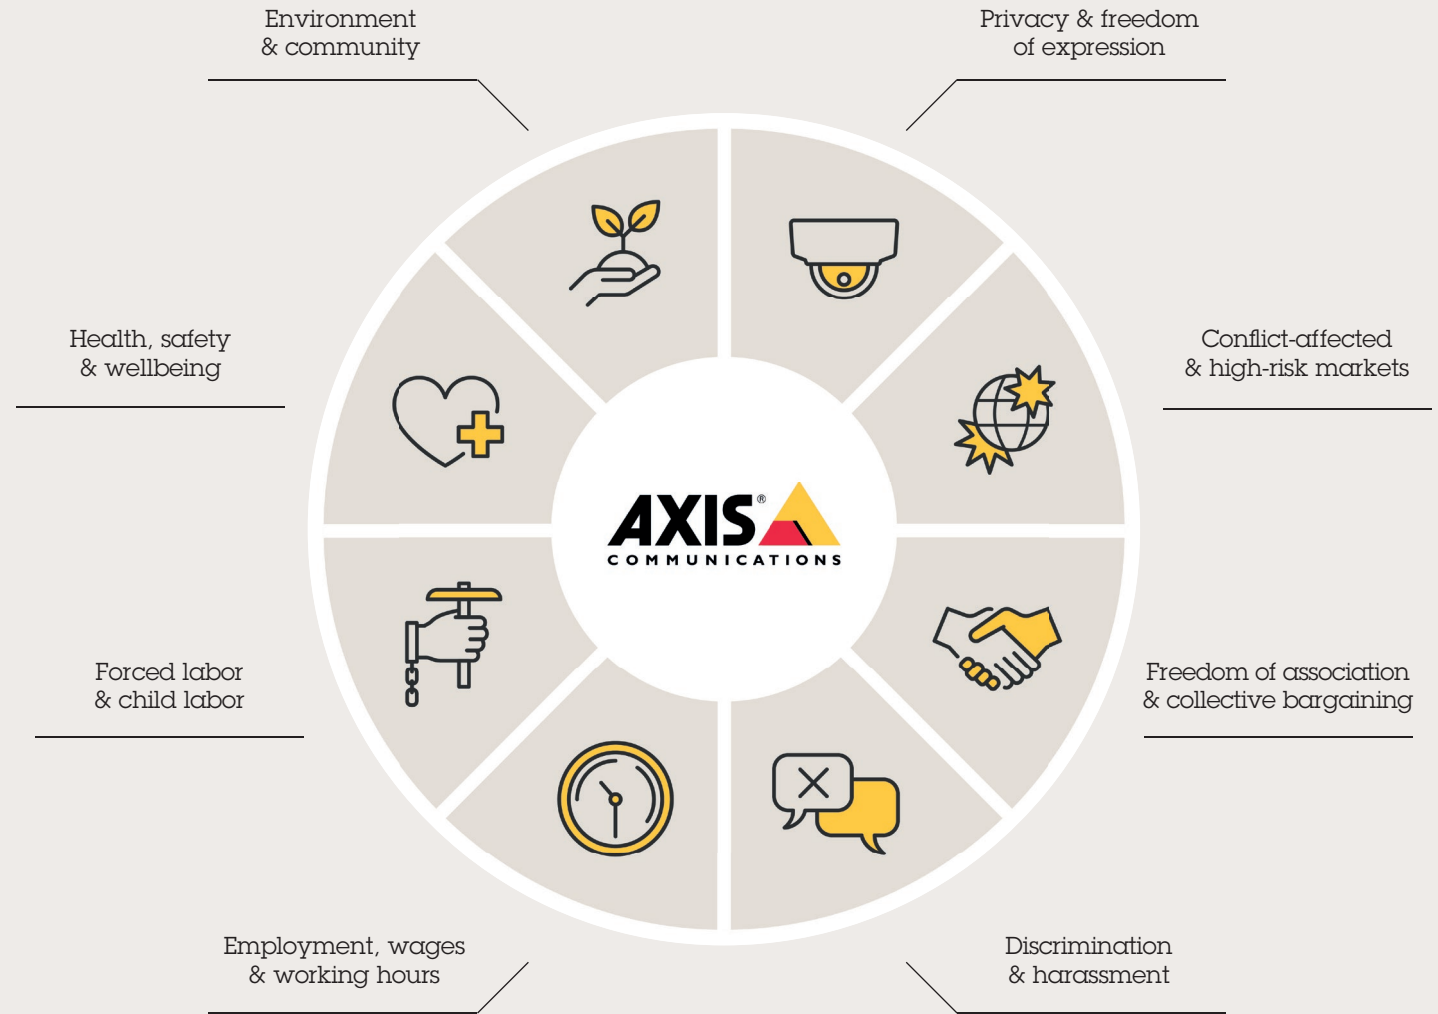 Environment
& community
Privacy & freedom
of expression
Health, safety
& wellbeing
Conflict-affected
& high-risk markets
AXIS®
COMMUNICATIONS
Forced labor
& child labor
Freedom of association
& collective bargaining
Employment, wages
& working hours
Discrimination
& harassment